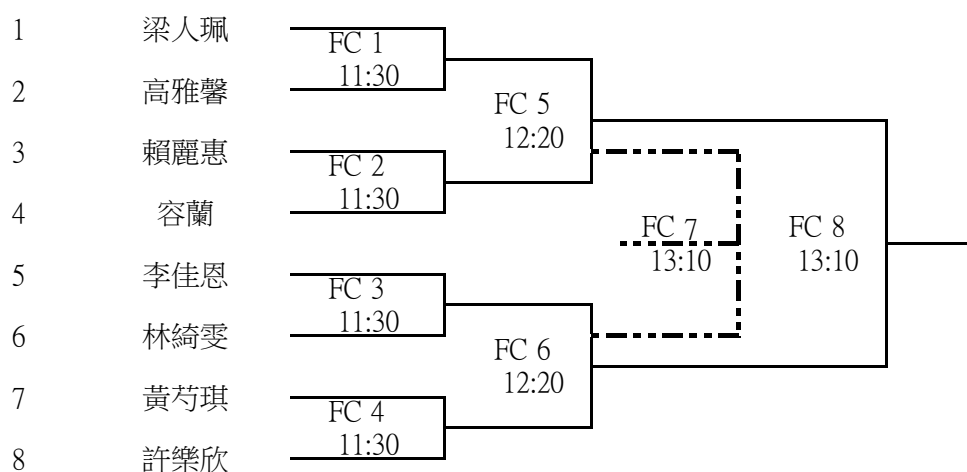 1 梁人珮
FC 1
11:30
2 高雅馨
FC 5
12:20
3 賴麗惠
FC 2
11:30
4 容蘭
FC 7
13:10
FC 8
13:10
5 李佳恩
FC 3
11:30
6 林綺雯
FC 6
12:20
7 黃芍琪
FC 4
11:30
8 許樂欣